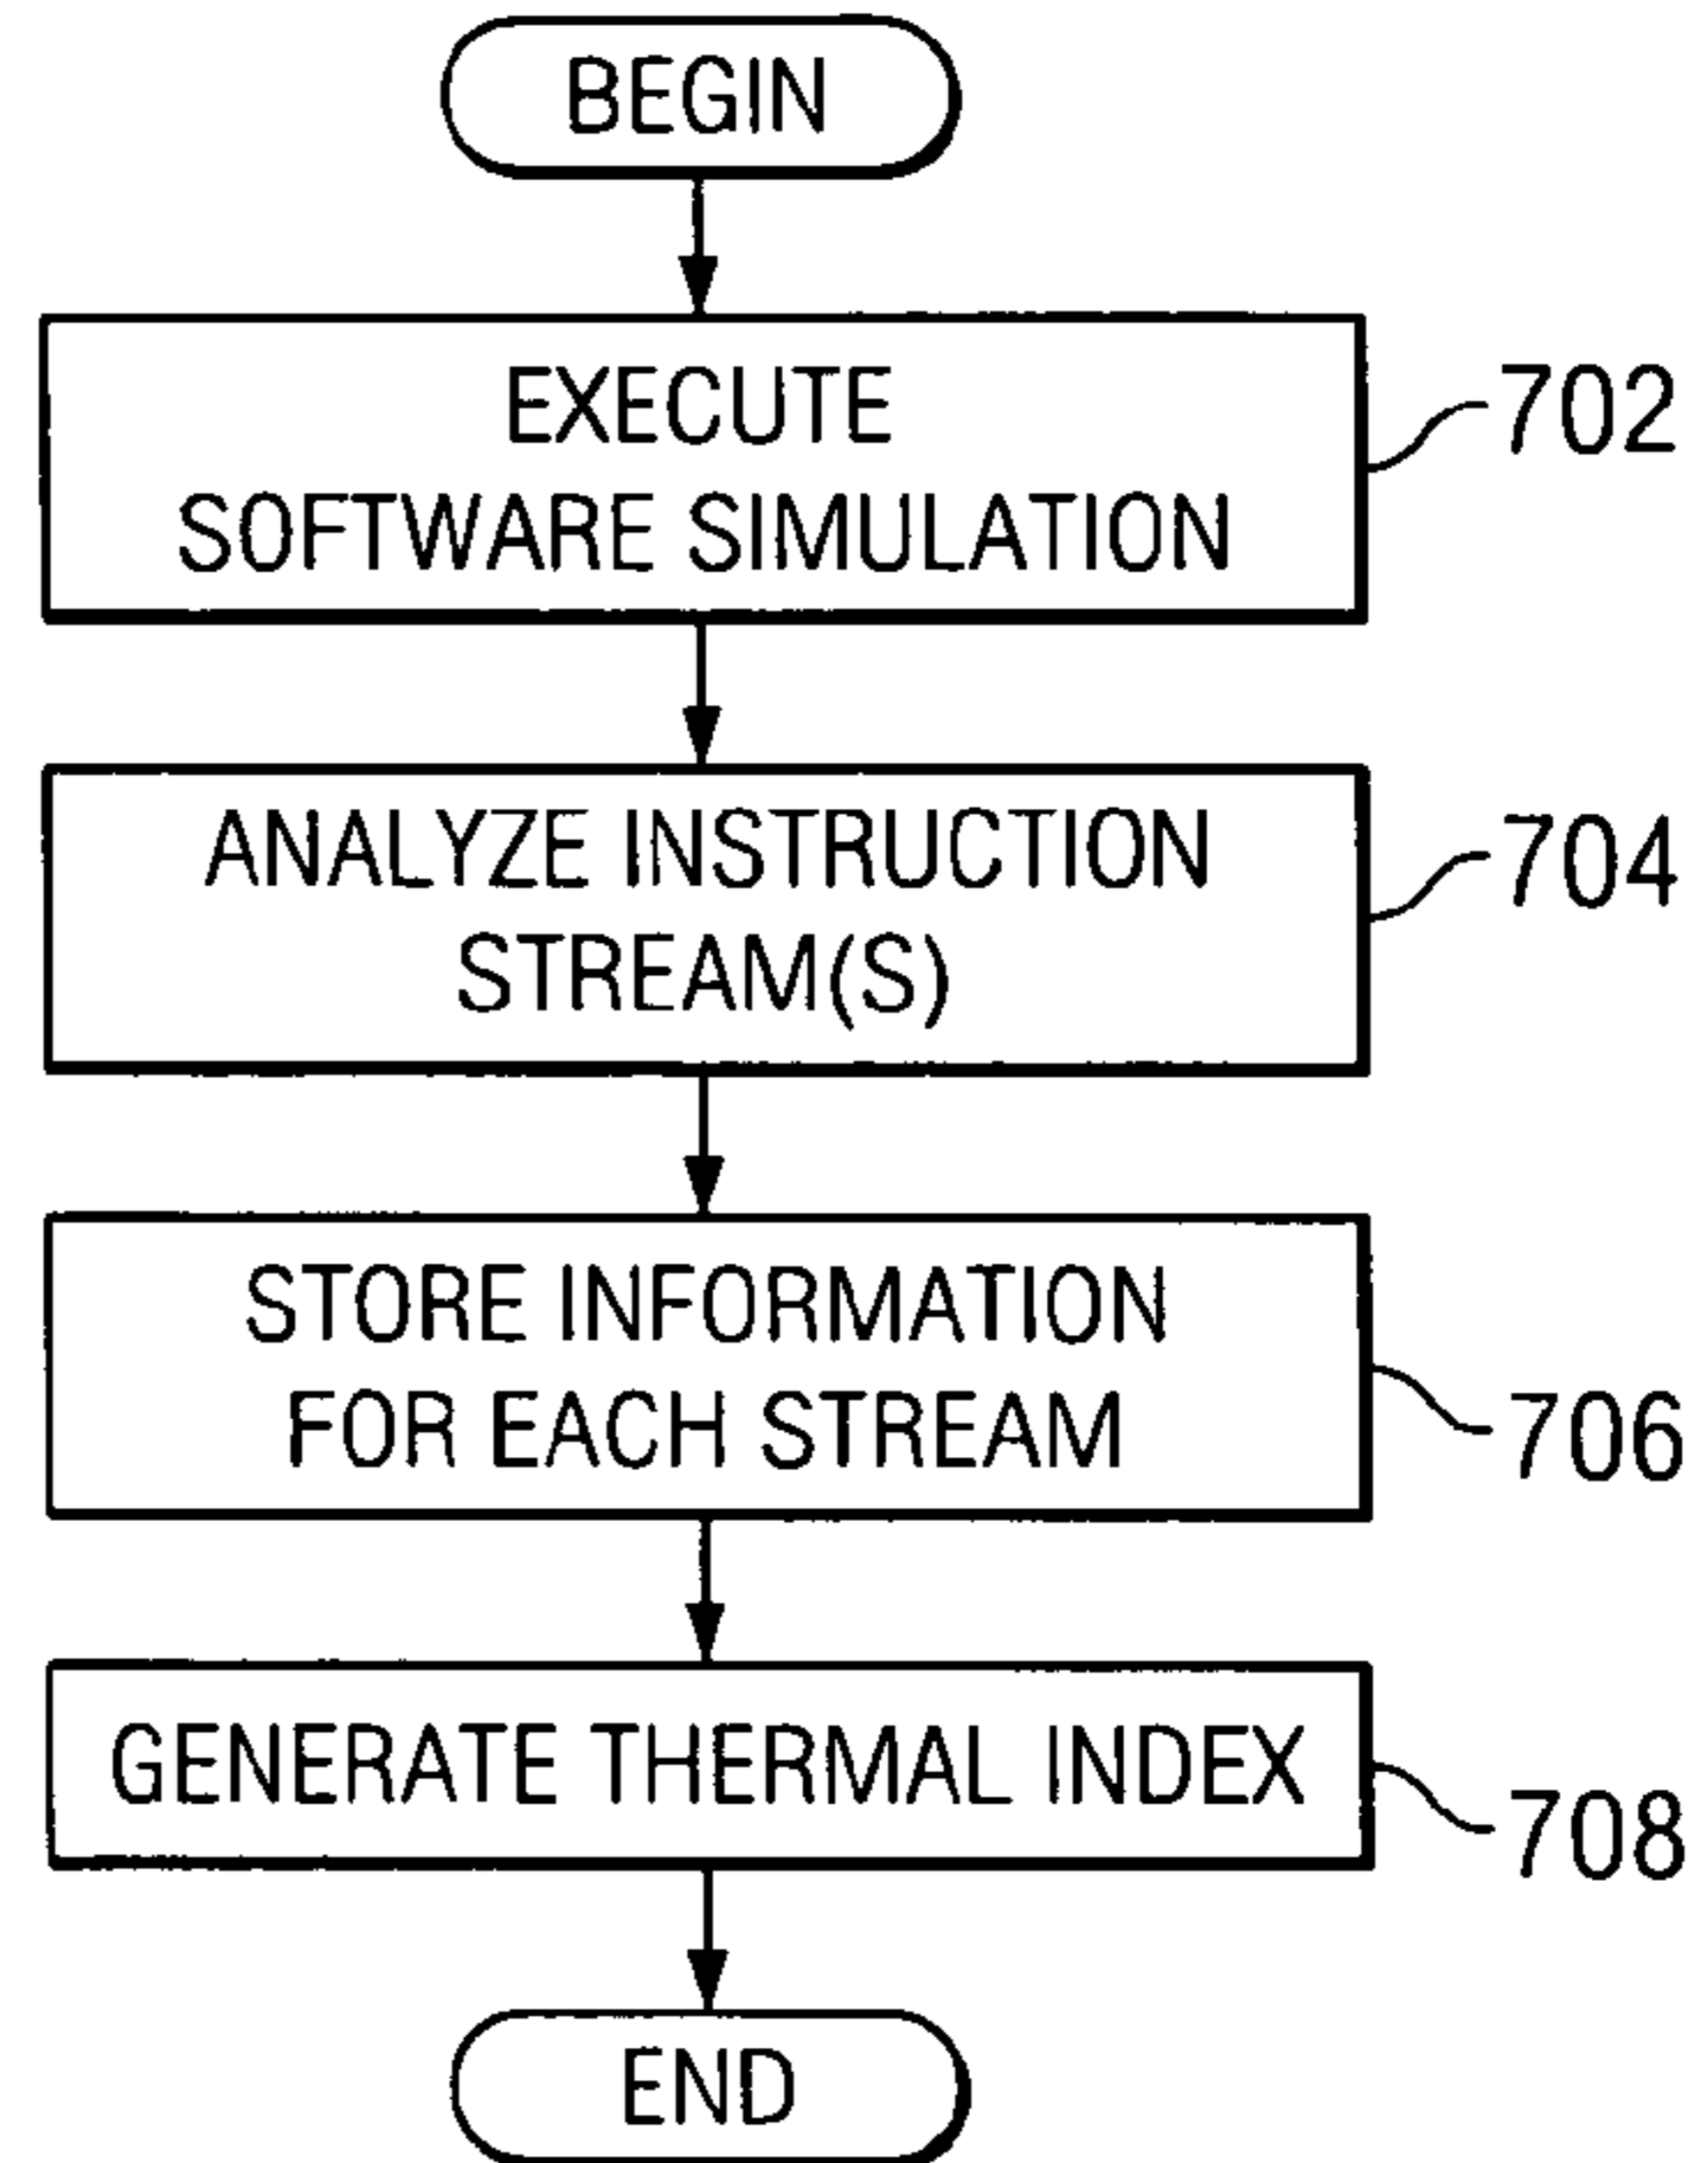 BEGIN
EXECUTE
SOFTWARE SIMULATION
702
ANALYZE INSTRUCTION
STREAM(S)
704
STORE INFORMATION
FOR EACH STREAM
706
GENERATE THERMAL INDEX
708
END